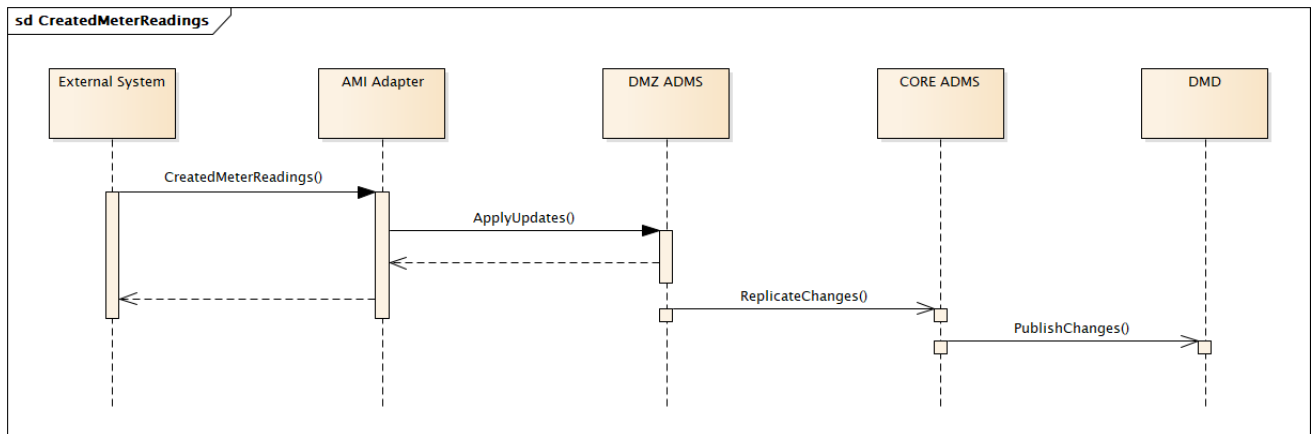 sd CreatedMeterReadings
External System
AMI Adapter
DMZ ADMS
CORE ADMS
DMD
CreatedMeterReadings()
ApplyUpdates()
ReplicateChanges()
PublishChanges()